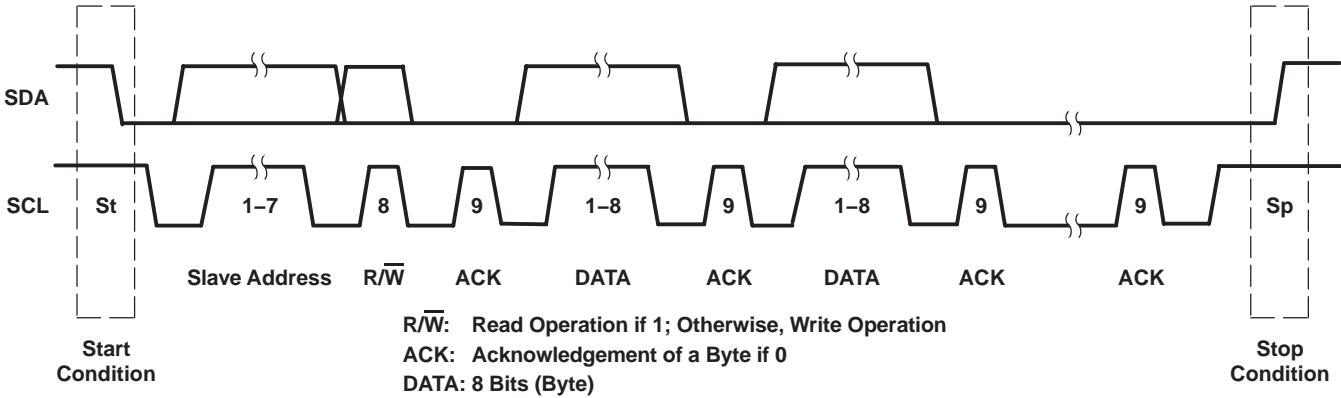 SDA
SCL St 1–7 8 9 1–8 9 1–8 9 9 Sp
Slave Address R/W̅ ACK DATA ACK DATA ACK ACK
R/W̅: Read Operation if 1; Otherwise, Write Operation
ACK: Acknowledgement of a Byte if 0
DATA: 8 Bits (Byte)
Start
Condition
Stop
Condition